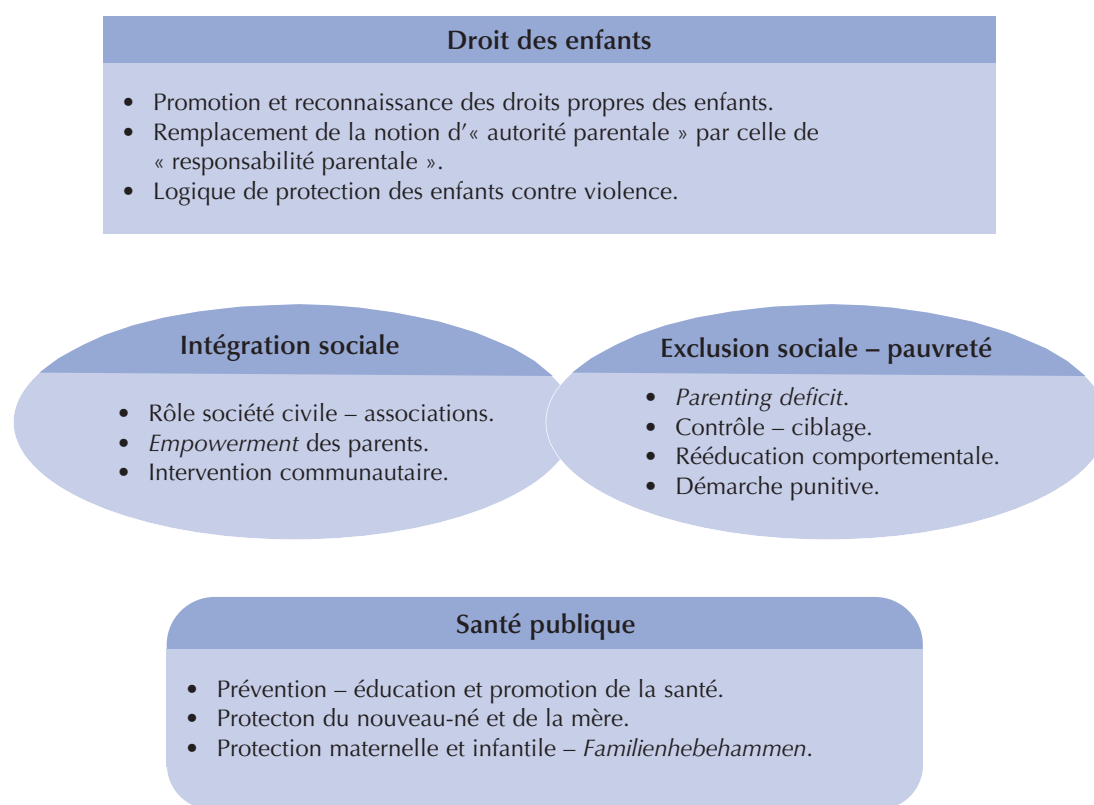 Droit des enfants
• Promotion et reconnaissance des droits propres des enfants.
• Remplacement de la notion d'« autorité parentale » par celle de
« responsabilité parentale ».
• Logique de protection des enfants contre violence.
Intégration sociale
• Rôle société civile – associations.
• Empowerment des parents.
• Intervention communautaire.
Exclusion sociale – pauvreté
• Parenting deficit.
• Contrôle – ciblage.
• Rééducation comportementale.
• Démarche punitive.
Santé publique
• Prévention – éducation et promotion de la santé.
• Protecton du nouveau-né et de la mère.
• Protection maternelle et infantile – Familienhebehammen.